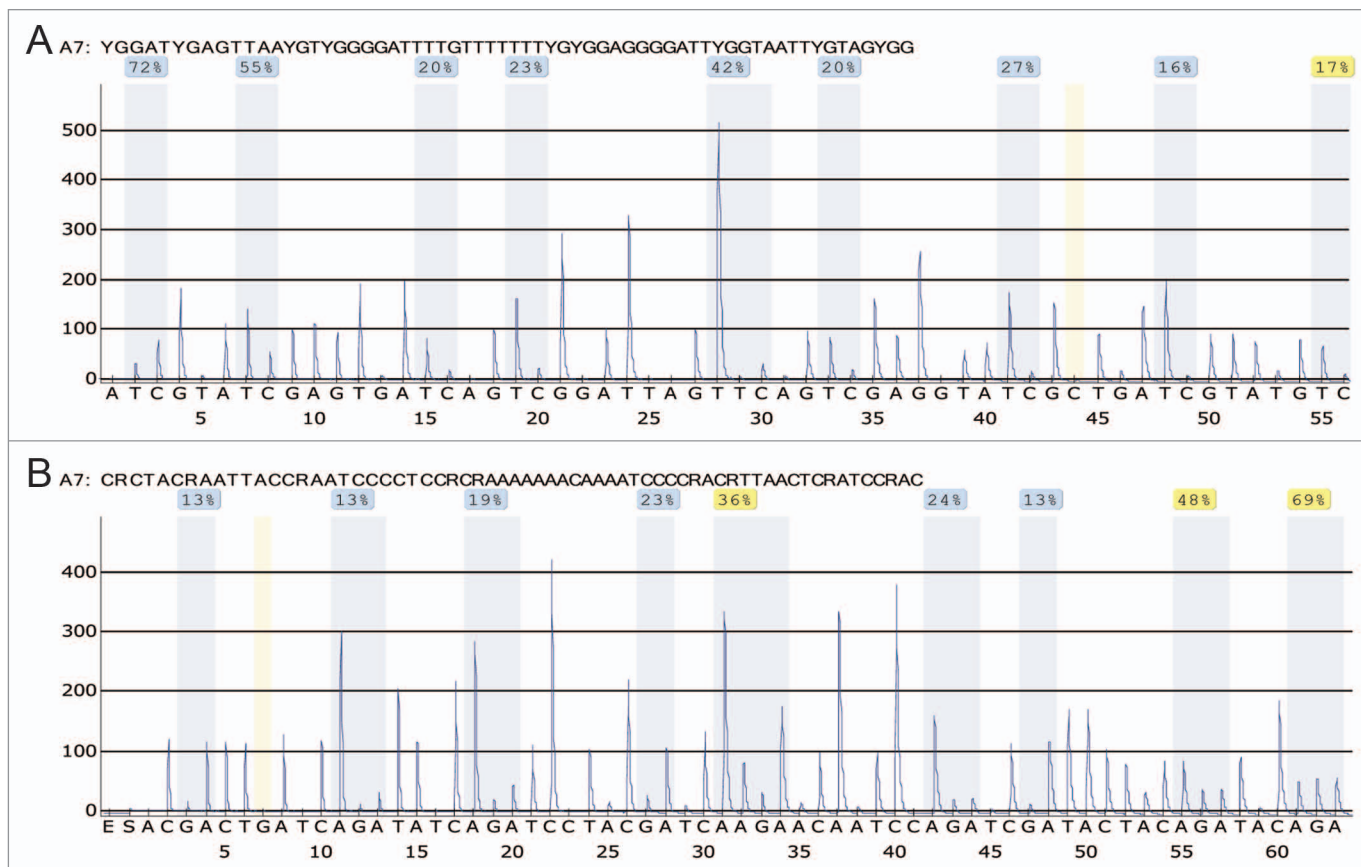 A
A7: YGGATYGAGTTAAYGTYGGGGATTTTGTTTTTTTYGYGGAGGGGATTYGGTAATTYGTAGYGG
72% 55% 20% 23% 42% 20% 27% 16% 17%
500
400
300
200
100
0
A T C G T A T C G A G T G A T C A G T C G G A T T A G T T C A G T C G A G G T A T C G C T G A T C G T A T G T C
5 10 15 20 25 30 35 40 45 50 55
B
A7: CRCTACRAATTACCRAATCCCCTCCRCRAAAAAAACAAAATCCCCRACRTTAACTCRATCCRAC
13% 13% 19% 23% 36% 24% 13% 48% 69%
400
300
200
100
0
E S A C G A C T G A T C A G A T A T C A G A T C C T A C G A T C A A G A A C A A T C C A G A T C G A T A C T A C A G A T A C A G A
5 10 15 20 25 30 35 40 45 50 55 60